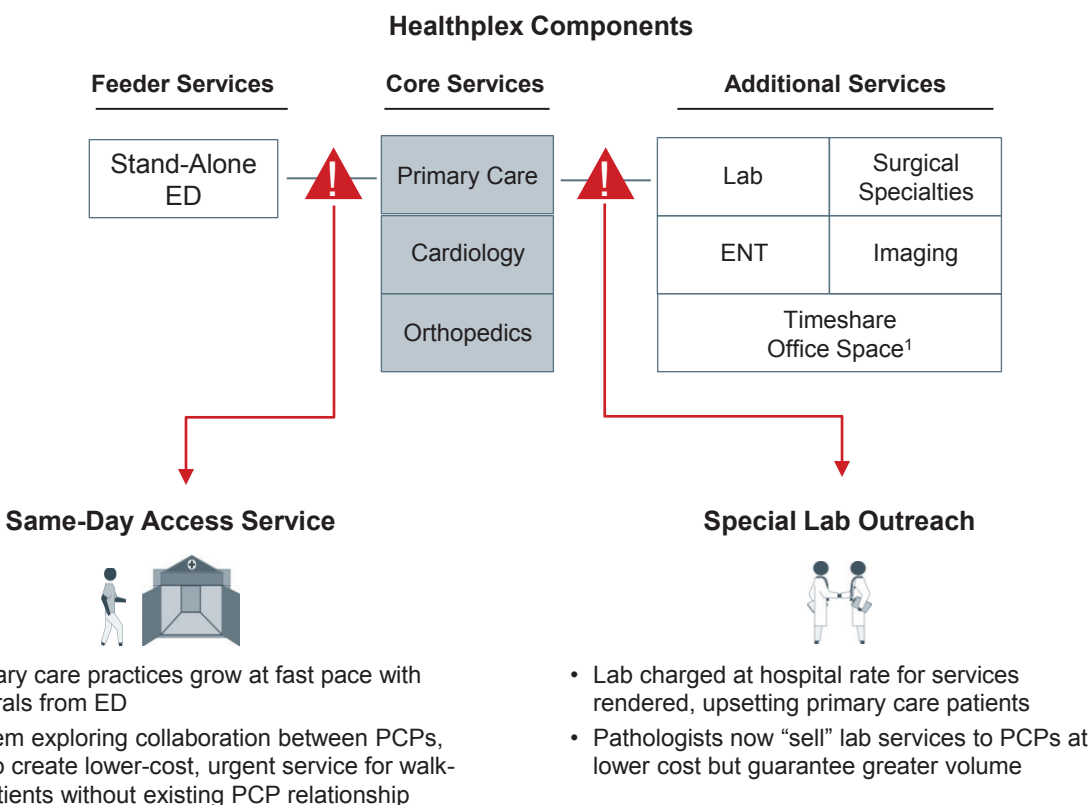 Healthplex Components
Feeder Services
Core Services
Additional Services
Stand-Alone
ED
!
Primary Care
!
Lab
Surgical
Specialties
Cardiology
ENT
Imaging
Orthopedics
Timeshare
Office Space1
Same-Day Access Service
care practices grow at fast pace with
from ED
exploring collaboration between PCPs,
create lower-cost, urgent service for walk-
without existing PCP relationship
Special Lab Outreach
• Lab charged at hospital rate for services
rendered, upsetting primary care patients
• Pathologists now “sell” lab services to PCPs at
lower cost but guarantee greater volume